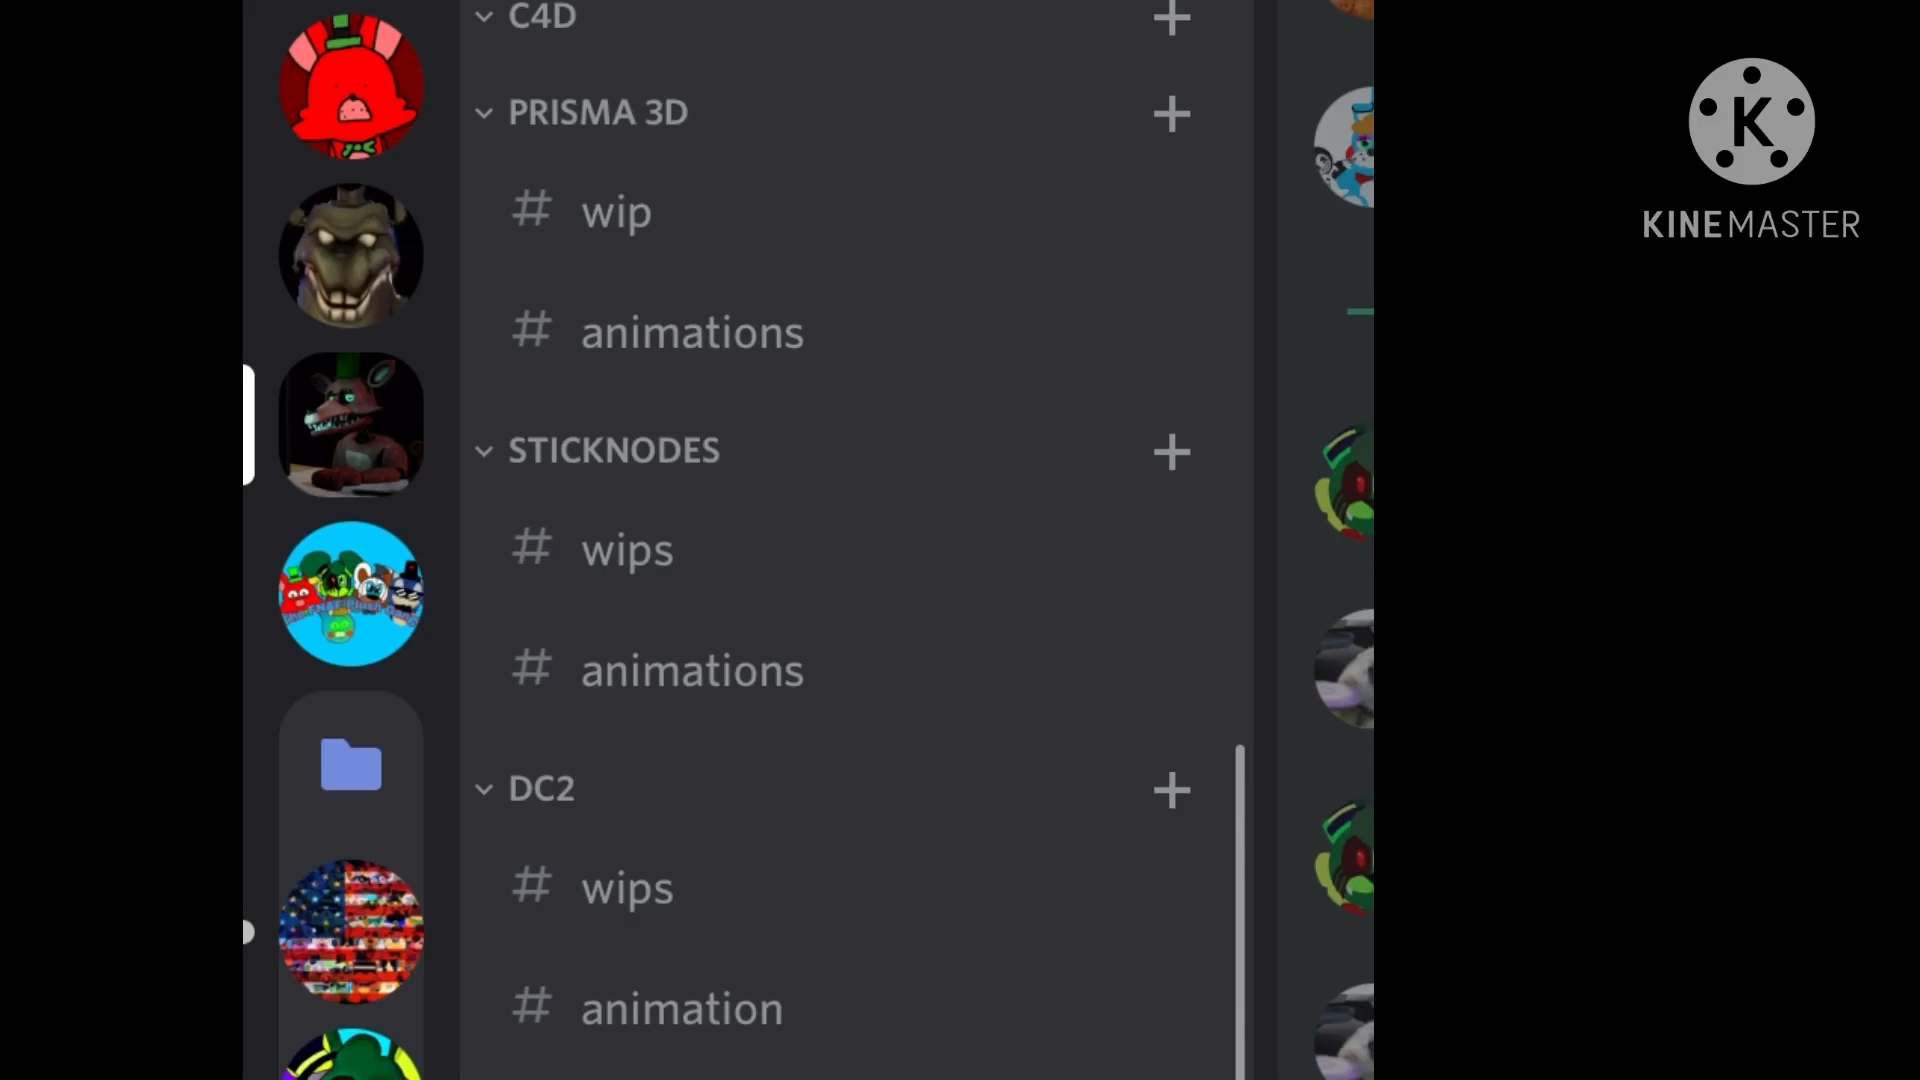 C4D
PRISMA 3D
# wip
# animations
STICKNODES
# wips
# animations
DC2
# wips
# animation
K
KINEMASTER